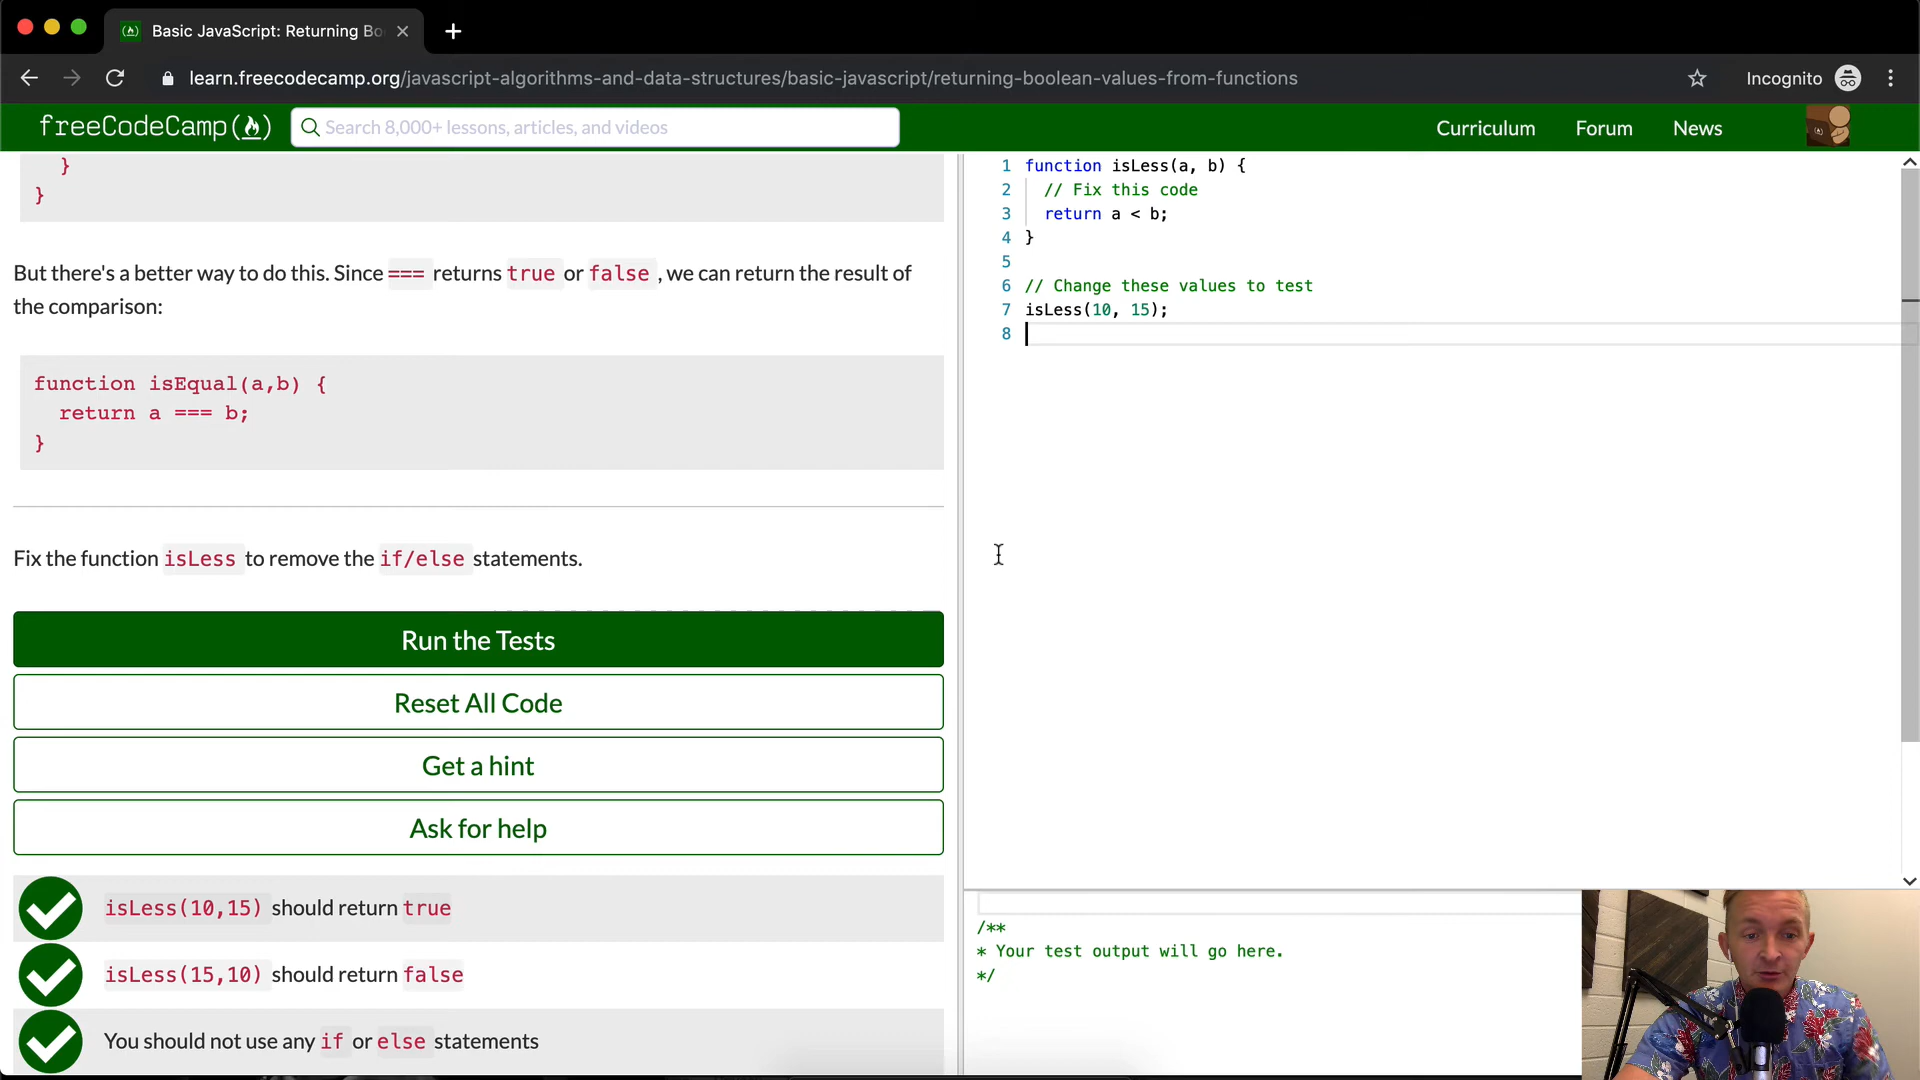 Basic JavaScript: Returning Bo
learn.freecodecamp.org/javascript-algorithms-and-data-structures/basic-javascript/returning-boolean-values-from-functions
Incognito
freeCodeCamp
Search 8,000+ lessons, articles, and videos
Curriculum Forum News
}
}
But there's a better way to do this. Since === returns true or false , we can return the result of
the comparison:
function isEqual(a,b) {
return a === b;
}
Fix the function isLess to remove the if/else statements.
Run the Tests
Reset All Code
Get a hint
Ask for help
isLess(10,15) should return true
isLess(15,10) should return false
You should not use any if or else statements
1 function isLess(a, b) {
2 // Fix this code
3 return a < b;
4 }
5
6 // Change these values to test
7 isLess(10, 15);
8
/**
* Your test output will go here.
*/